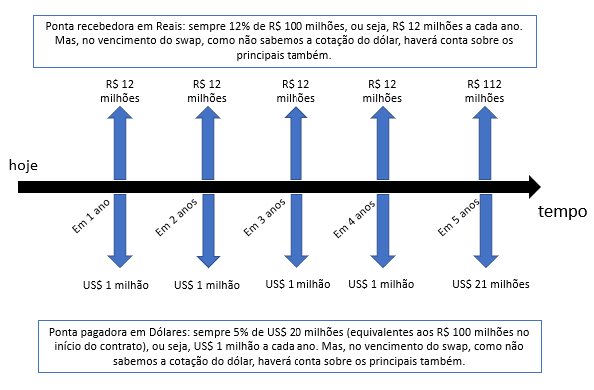 Ponta recebedora em Reais: sempre 12% de R$ 100 milhões, ou seja, R$ 12 milhões a cada ano.
Mas, no vencimento do swap, como não sabemos a cotação do dólar, haverá conta sobre os
principais também.
R$ 12
milhões
R$ 12
milhões
R$ 12
milhões
R$ 12
milhões
R$ 112
milhões
hoje
Em 1 ano
Em 2 anos
Em 3 anos
Em 4 anos
Em 5 anos
tempo
US$ 1 milhão
US$ 1 milhão
US$ 1 milhão
US$ 1 milhão
US$ 21 milhões
Ponta pagadora em Dólares: sempre 5% de US$ 20 milhões (equivalentes aos R$ 100 milhões no
início do contrato), ou seja, US$ 1 milhão a cada ano. Mas, no vencimento do swap, como não
sabemos a cotação do dólar, haverá conta sobre os principais também.